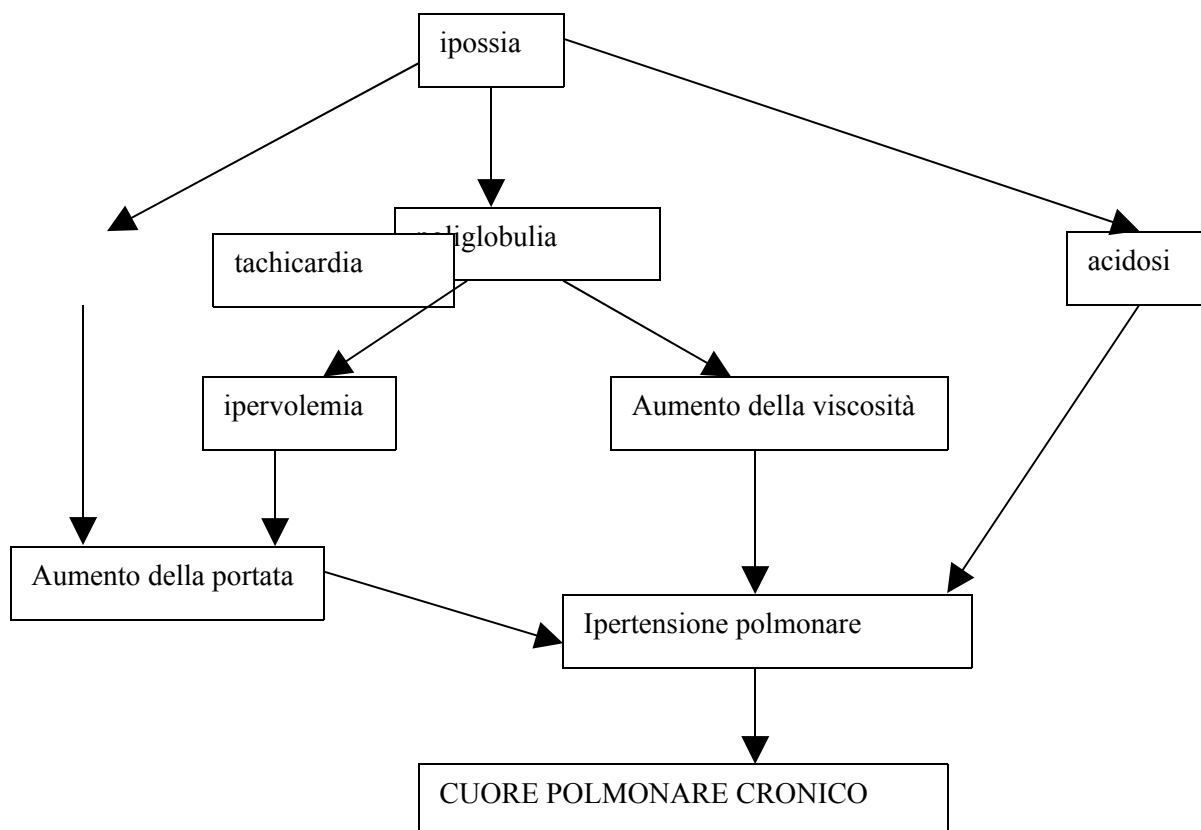 ipossia
poliglobulia
tachicardia
acidosi
ipervolemia
Aumento della viscosità
Aumento della portata
Ipertensione polmonare
CUORE POLMONARE CRONICO